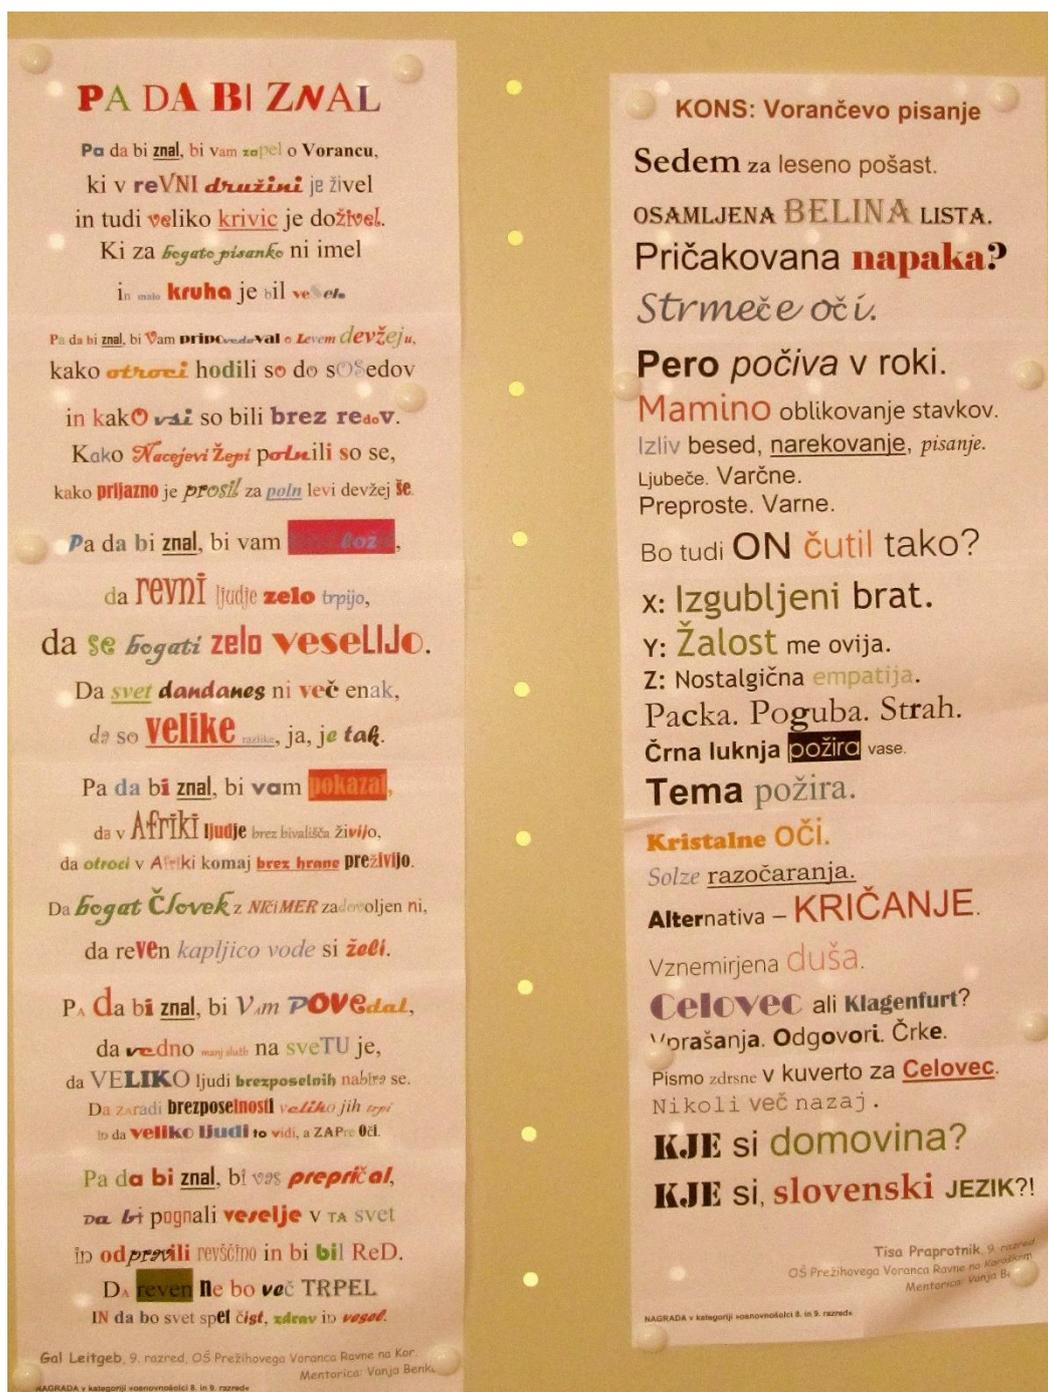 PA DA BI ZNAL
Pa da bi znal, bi vam zapel o Vorancu,
ki v reVNI družini je živel
in tudi veliko krivic je doživel.
Ki za bogato pisanko ni imel
in malo kruha je bil vesel.
Pa da bi znal, bi Vam pripovedoval o Levem devžeju,
kako otroci hodili so do sOSedov
in kakO vsi so bili brez redov.
Kako Nacejevi Žepi polnili so se,
kako prijazno je prosil za poln levi devžej še.
Pa da bi znal, bi vam
da revni ljudje zelo trpijo,
da se bogati zelo veseLIJo.
Da svet dandanes ni več enak,
da so velike razlike, ja, je tak.
Pa da bi znal, bi vam pokazal,
da v Afriki ljudje brez bivališča živijo,
da otroci v Afriki komaj brez hrane preživijo.
Da bogat Človek z NIČiMER zadovoljen ni,
da reven kapljico vode si želi.
PA da bi znal, bi Vam POVedal,
da vedno manj služb na sveTU je,
da VELIKO ljudi brezposelnih nabira se.
Da zaradi brezposelnosti veliko jih trpi
in da veliko ljudi to vidi, a ZAPre Oči.
Pa da bi znal, bi vas prepričal,
Da bi pognali veselje v TA svet
in odpravili revščino in bi bil ReD.
DA reven ne bo več TRPEL
IN da bo svet spet čist, zdrav in vesel.
Gal Leitgeb, 9. razred, OŠ Prežihovega Voranca Ravne na Kor.
Mentorica: Vanja Benko
NAGRADA v kategoriji »osnovnošolci 8. in 9. razred«
KONS: Vorančevo pisanje
Sedem za leseno pošast.
OSAMLJENA BELINA LISTA.
Pričakovana napaka?
Strmeče oči.
Pero počiva v roki.
Mamino oblikovanje stavkov.
Izliv besed, narekovanje, pisanje.
Ljubeče. Varčne.
Preproste. Varne.
Bo tudi ON čutil tako?
X: Izgubljeni brat.
Y: Žalost me ovija.
Z: Nostalgična empatija.
Packa. Poguba. Strah.
Črna luknja požira vase.
Tema požira.
Kristalne OČi.
Solze razočaranja.
Alternativa – KRIČANJE.
Vznemirjena duša.
Celovec ali Klagenfurt?
Vprašanja. Odgovori. Črke.
Pismo zdrsne v kuverto za Celovec.
Nikoli več nazaj.
KJE si domovina?
KJE si, slovenski JEZIK?!
Tisa Praprotnik, 9. razred
OŠ Prežihovega Voranca Ravne na Koroškem
Mentorica: Vanja
NAGRADA v kategoriji »osnovnošolci 8. in 9. razred«